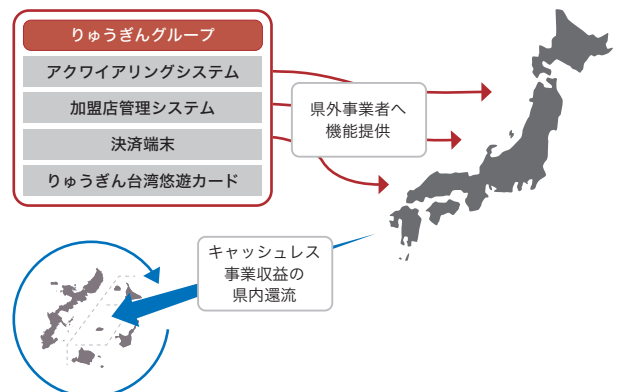 りゅうぎんグループ
アクワイアリングシステム
加盟店管理システム
決済端末
りゅうぎん台湾悠遊カード
県外事業者へ
機能提供
キャッシュレス
事業収益の
県内還流